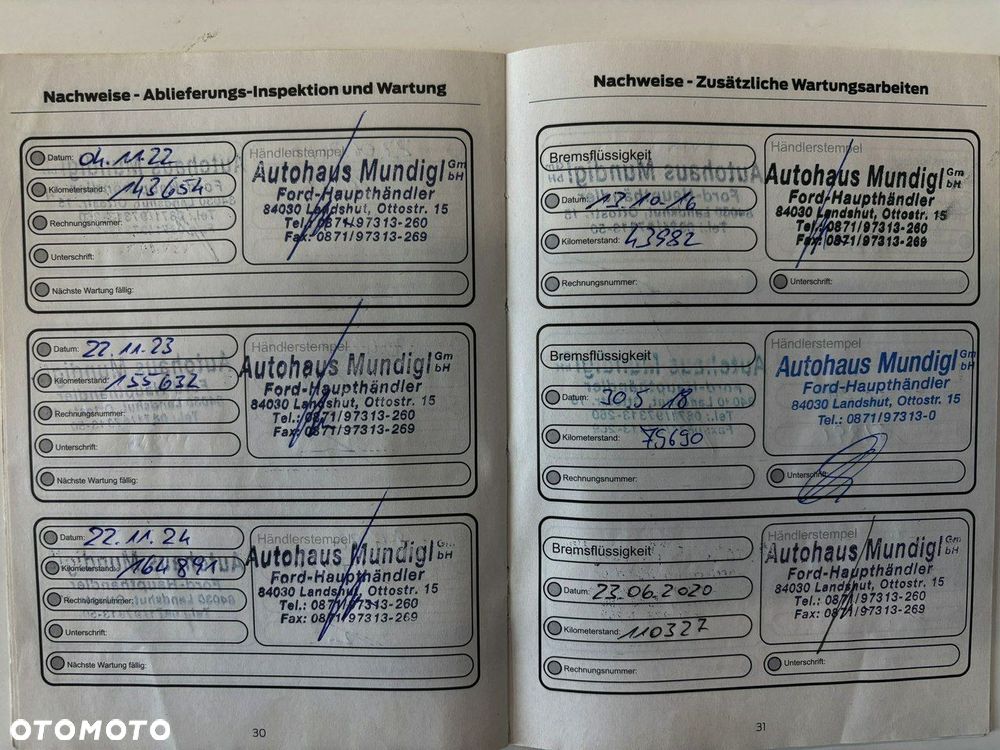 Nachweise - Ablieferungs-Inspektion und Wartung
Datum: 04.11.22
Kilometerstand: 143654
Rechnungsnummer:
Unterschrift:
Nächste Wartung fällig:
Händlerstempel
Autohaus Mundigl GmbH
Ford-Haupthändler
84030 Landshut, Ottostr. 15
Tel.: 0871/97313-260
Fax: 0871/97313-269
Datum: 22.11.23
Kilometerstand: 155632
Rechnungsnummer:
Unterschrift:
Nächste Wartung fällig:
Händlerstempel
Autohaus Mundigl GmbH
Ford-Haupthändler
84030 Landshut, Ottostr. 15
Tel.: 0871/97313-260
Fax: 0871/97313-269
Datum: 22.11.24
Kilometerstand: 164891
Rechnungsnummer:
Unterschrift:
Nächste Wartung fällig:
Händlerstempel
Autohaus Mundigl GmbH
Ford-Haupthändler
84030 Landshut, Ottostr. 15
Tel.: 0871/97313-260
Fax: 0871/97313-269
30
Nachweise - Zusätzliche Wartungsarbeiten
Bremsflüssigkeit
Datum: 17.10.16
Kilometerstand: 43982
Rechnungsnummer:
Händlerstempel
Autohaus Mundigl GmbH
Ford-Haupthändler
84030 Landshut, Ottostr. 15
Tel.: 0871/97313-260
Fax: 0871/97313-269
Unterschrift:
Bremsflüssigkeit
Datum: 30.5.18
Kilometerstand: 79690
Rechnungsnummer:
Händlerstempel
Autohaus Mundigl GmbH
Ford-Haupthändler
84030 Landshut, Ottostr. 15
Tel.: 0871/97313-0
Unterschrift:
Bremsflüssigkeit
Datum: 23.06.2020
Kilometerstand: 110327
Rechnungsnummer:
Händlerstempel
Autohaus Mundigl GmbH
Ford-Haupthändler
84030 Landshut, Ottostr. 15
Tel.: 0871/97313-260
Fax: 0871/97313-269
Unterschrift:
31
OTOMOTO